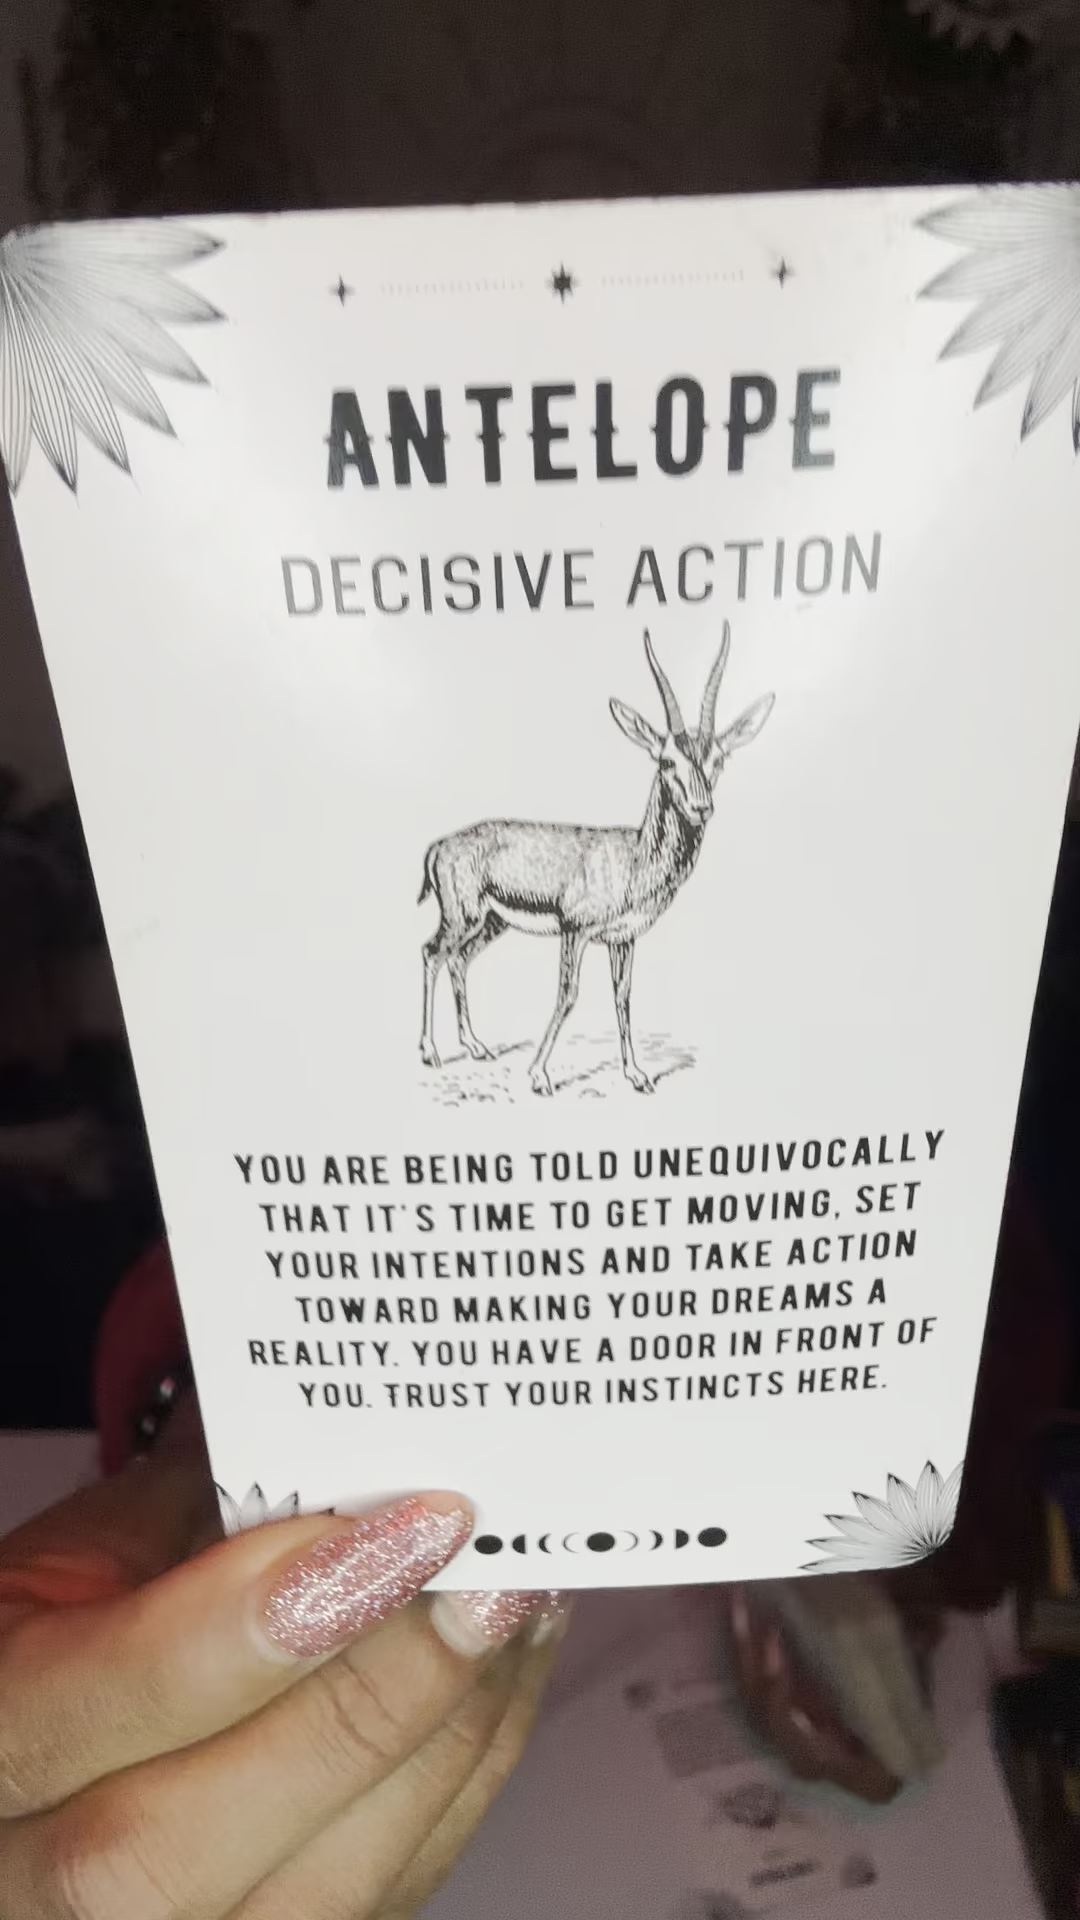 ANTELOPE
DECISIVE ACTION
YOU ARE BEING TOLD UNEQUIVOCALLY
THAT IT'S TIME TO GET MOVING, SET
YOUR INTENTIONS AND TAKE ACTION
TOWARD MAKING YOUR DREAMS A
REALITY. YOU HAVE A DOOR IN FRONT OF
YOU. TRUST YOUR INSTINCTS HERE.